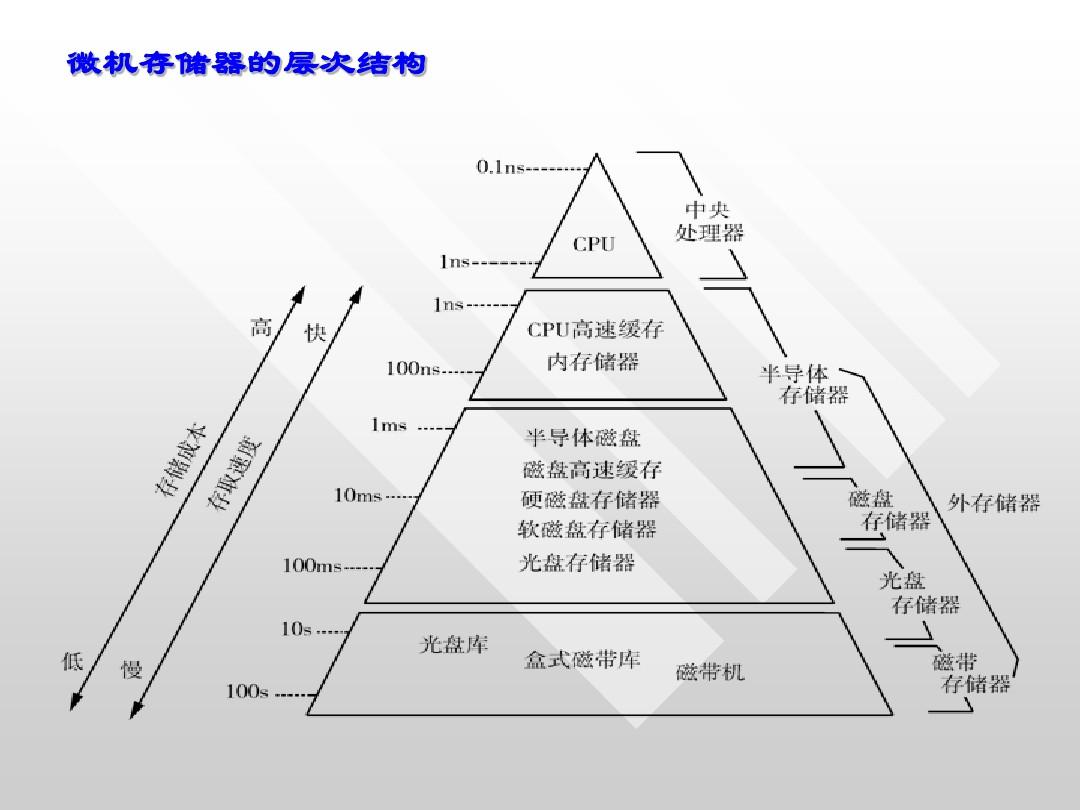 微机存储器的层次结构
0.1ns
中央
处理器
CPU
1ns
1ns
高
快
CPU高速缓存
内存储器
100ns
半导体
存储器
1ms
存储成本
存取速度
半导体磁盘
磁盘高速缓存
10ms
硬磁盘存储器
软磁盘存储器
磁盘
存储器
外存储器
100ms
光盘存储器
光盘
存储器
10s
光盘库
盒式磁带库
磁带机
低
慢
100s
磁带
存储器